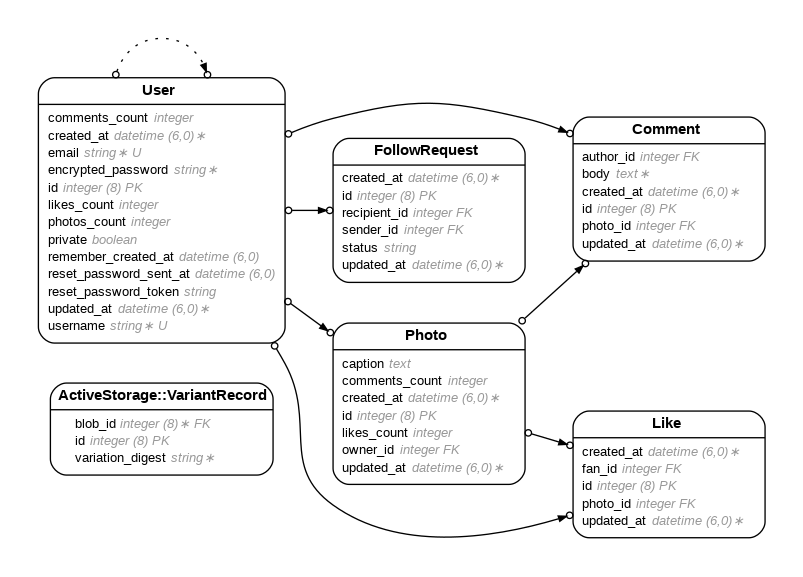 User
comments_count integer
created_at datetime (6,0)∗
email string∗ U
encrypted_password string∗
id integer (8) PK
likes_count integer
photos_count integer
private boolean
remember_created_at datetime (6,0)
reset_password_sent_at datetime (6,0)
reset_password_token string
updated_at datetime (6,0)∗
username string∗ U
ActiveStorage::VariantRecord
blob_id integer (8)∗ FK
id integer (8) PK
variation_digest string∗
FollowRequest
created_at datetime (6,0)∗
id integer (8) PK
recipient_id integer FK
sender_id integer FK
status string
updated_at datetime (6,0)∗
Photo
caption text
comments_count integer
created_at datetime (6,0)∗
id integer (8) PK
likes_count integer
owner_id integer FK
updated_at datetime (6,0)∗
Comment
author_id integer FK
body text∗
created_at datetime (6,0)∗
id integer (8) PK
photo_id integer FK
updated_at datetime (6,0)∗
Like
created_at datetime (6,0)∗
fan_id integer FK
id integer (8) PK
photo_id integer FK
updated_at datetime (6,0)∗